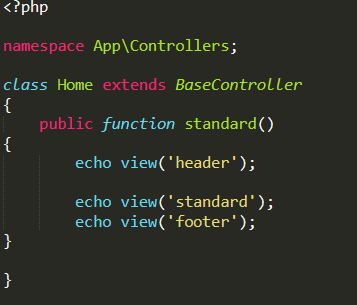 <?php
namespace App\Controllers;
class Home extends BaseController
{
    public function standard()
{
        echo view('header');
        echo view('standard');
        echo view('footer');
}
}